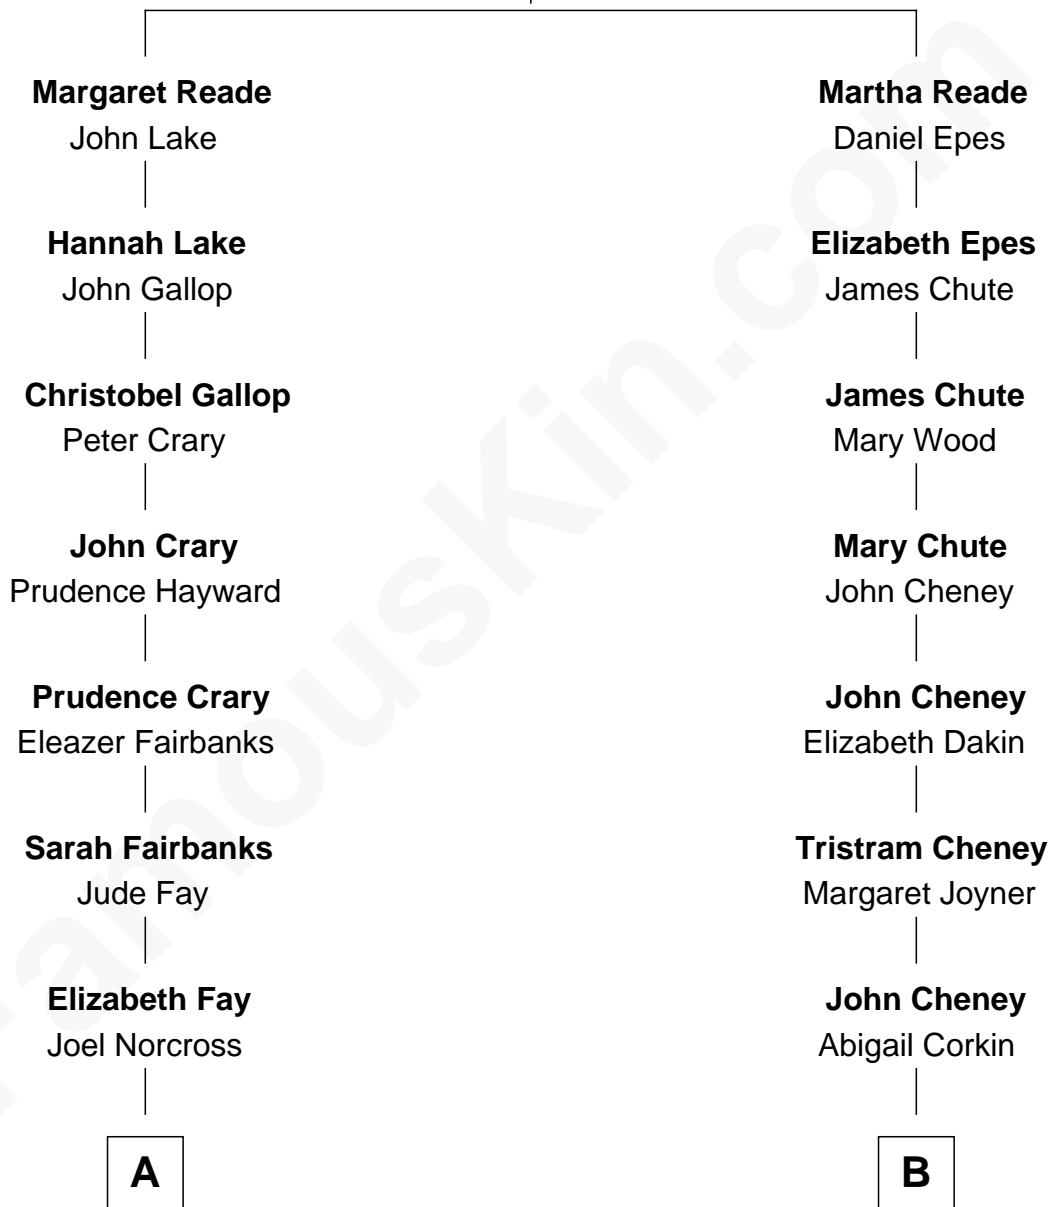 Margaret Reade
John Lake
Hannah Lake
John Gallop
Christobel Gallop
Peter Crary
John Crary
Prudence Hayward
Prudence Crary
Eleazer Fairbanks
Sarah Fairbanks
Jude Fay
Elizabeth Fay
Joel Norcross
A
Martha Reade
Daniel Epes
Elizabeth Epes
James Chute
James Chute
Mary Wood
Mary Chute
John Cheney
John Cheney
Elizabeth Dakin
Tristram Cheney
Margaret Joyner
John Cheney
Abigail Corkin
B
FamousKin.com